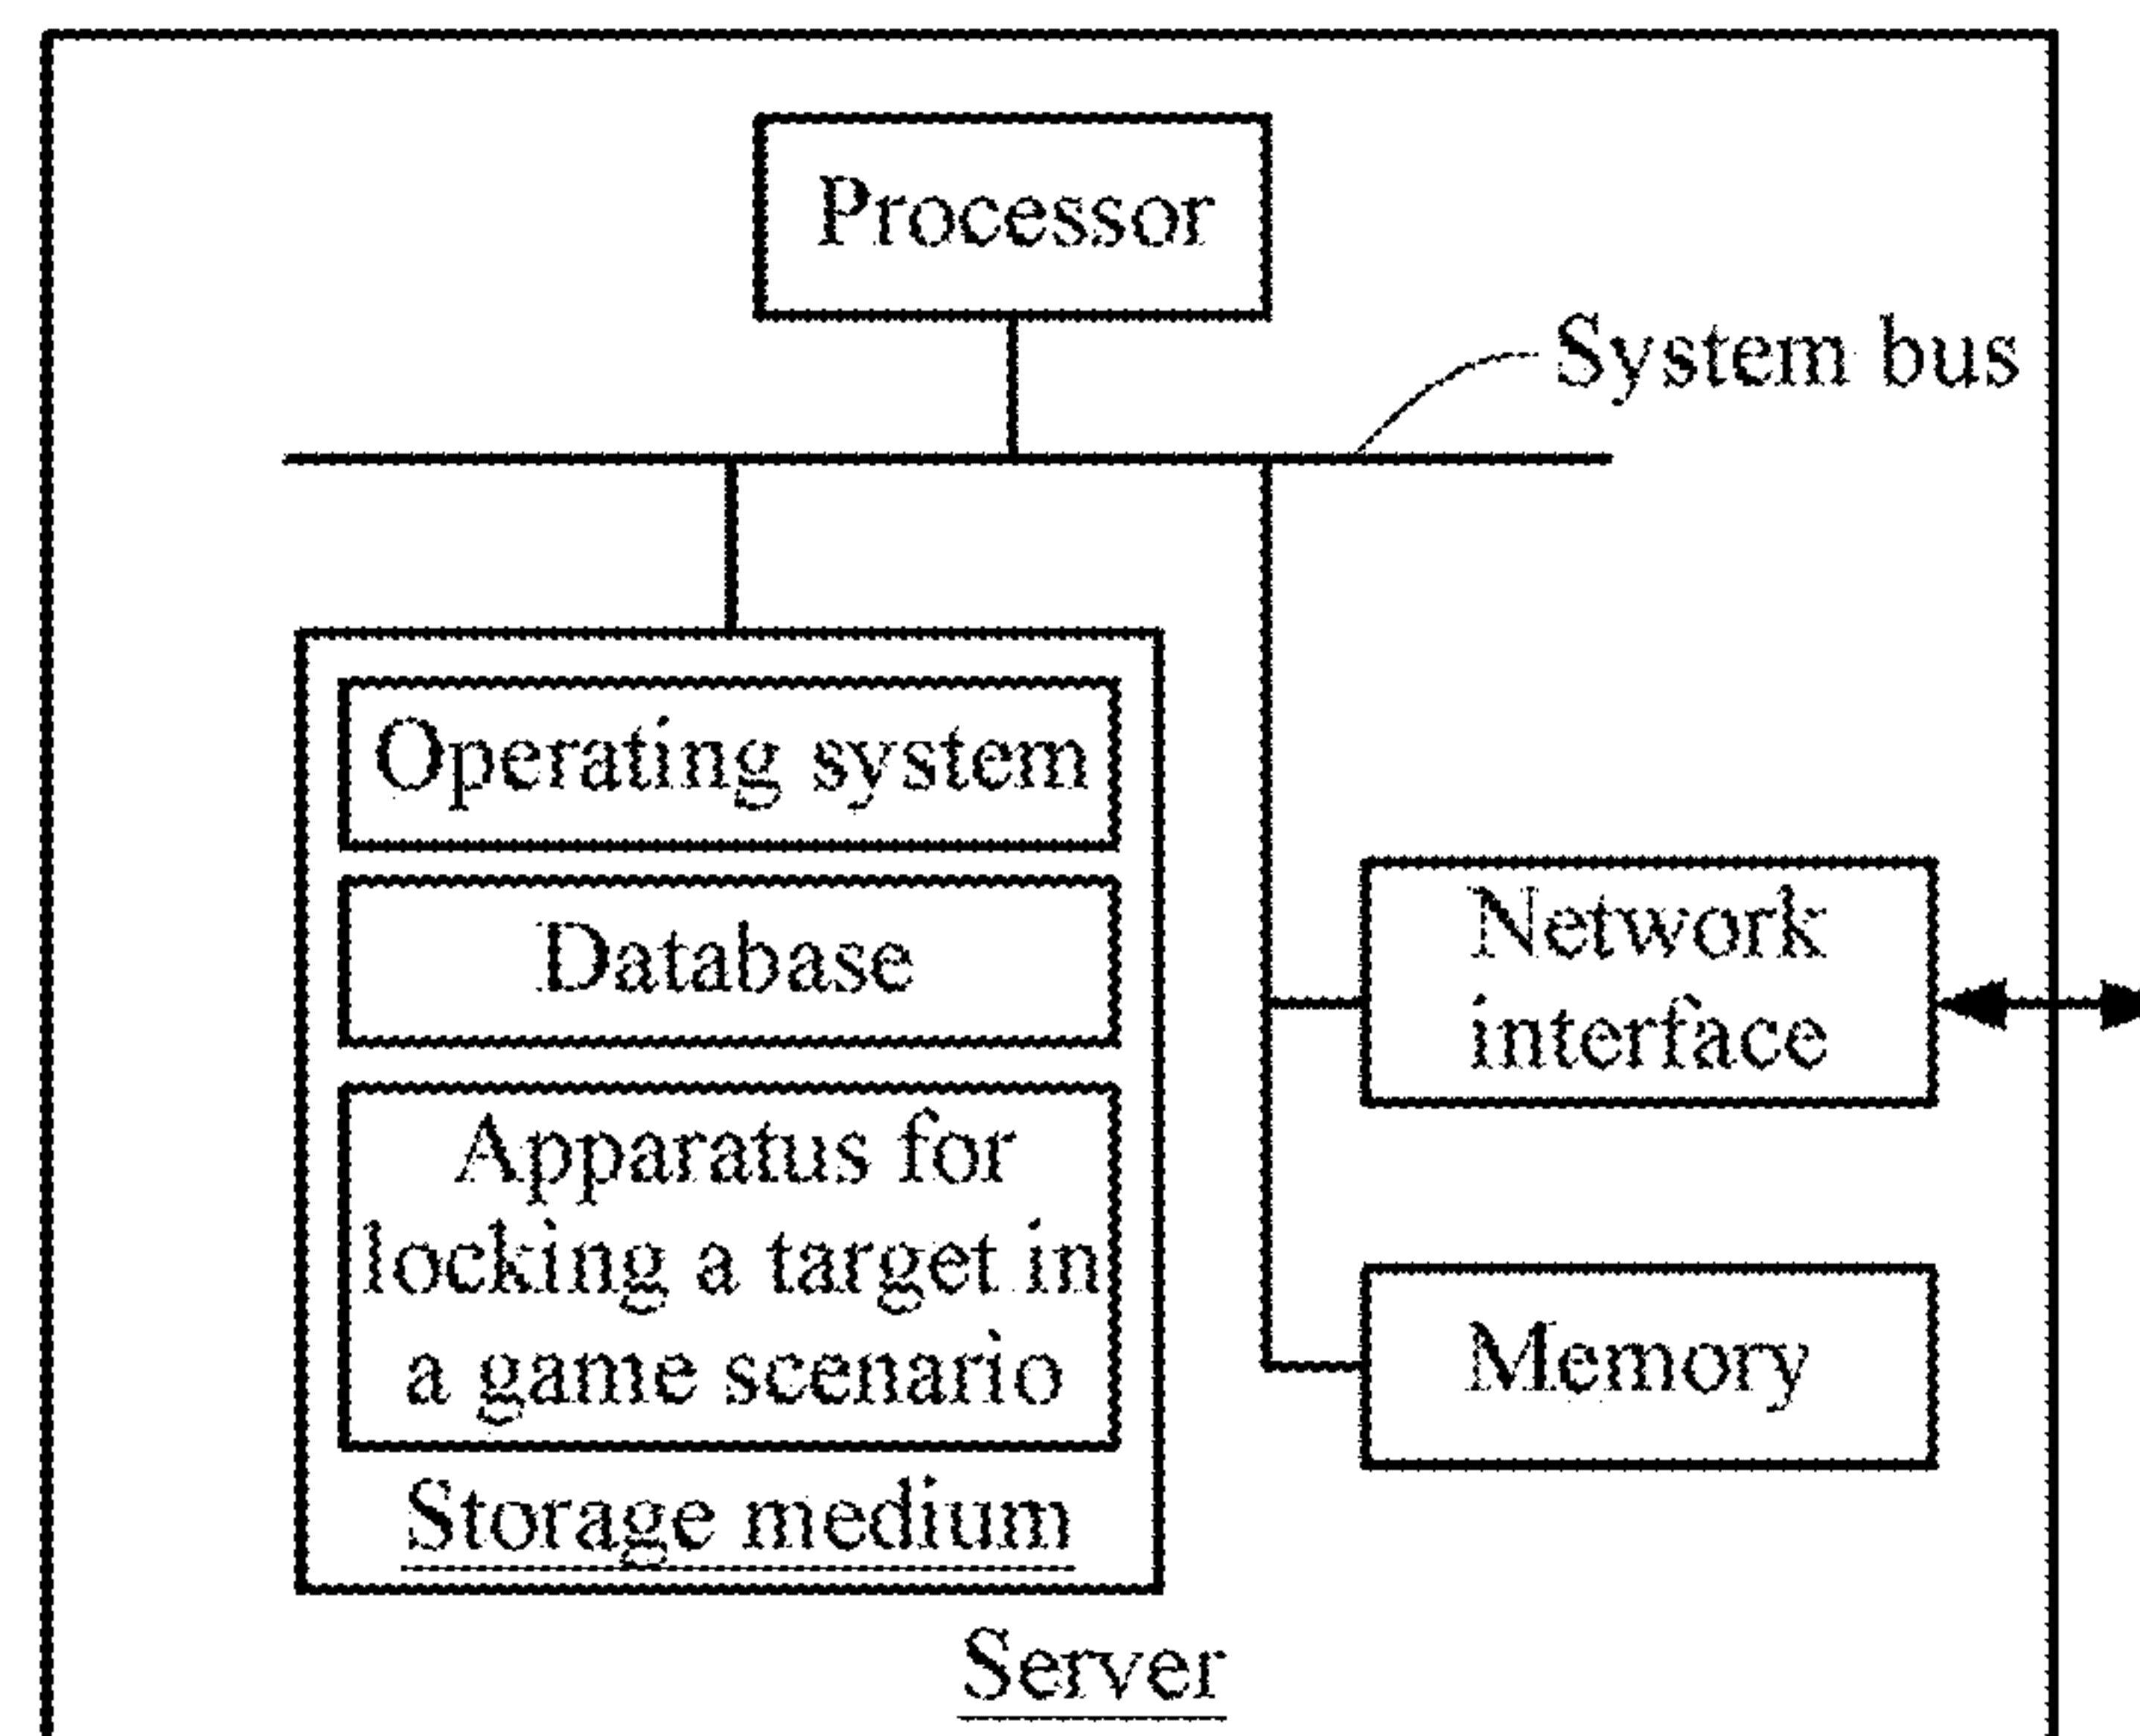 Processor
System bus
Operating system
Database
Apparatus for
locking a target in
a game scenario
Storage medium
Network
interface
Memory
Server